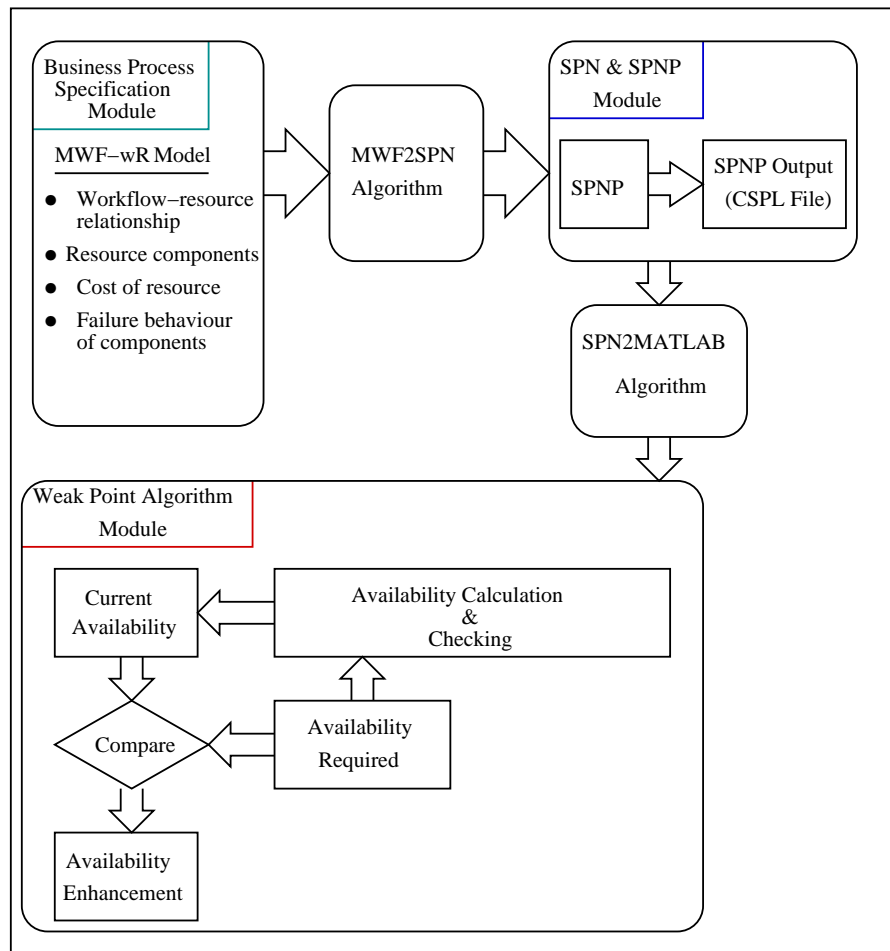 Business Process
Specification
Module
MWF−wR Model
● Workflow−resource
relationship
● Resource components
● Cost of resource
● Failure behaviour
of components
MWF2SPN
Algorithm
SPN & SPNP
Module
SPNP
SPNP Output
(CSPL File)
SPN2MATLAB
Algorithm
Weak Point Algorithm
Module
Current
Availability
Availability Calculation
&
Checking
Compare
Availability
Required
Availability
Enhancement